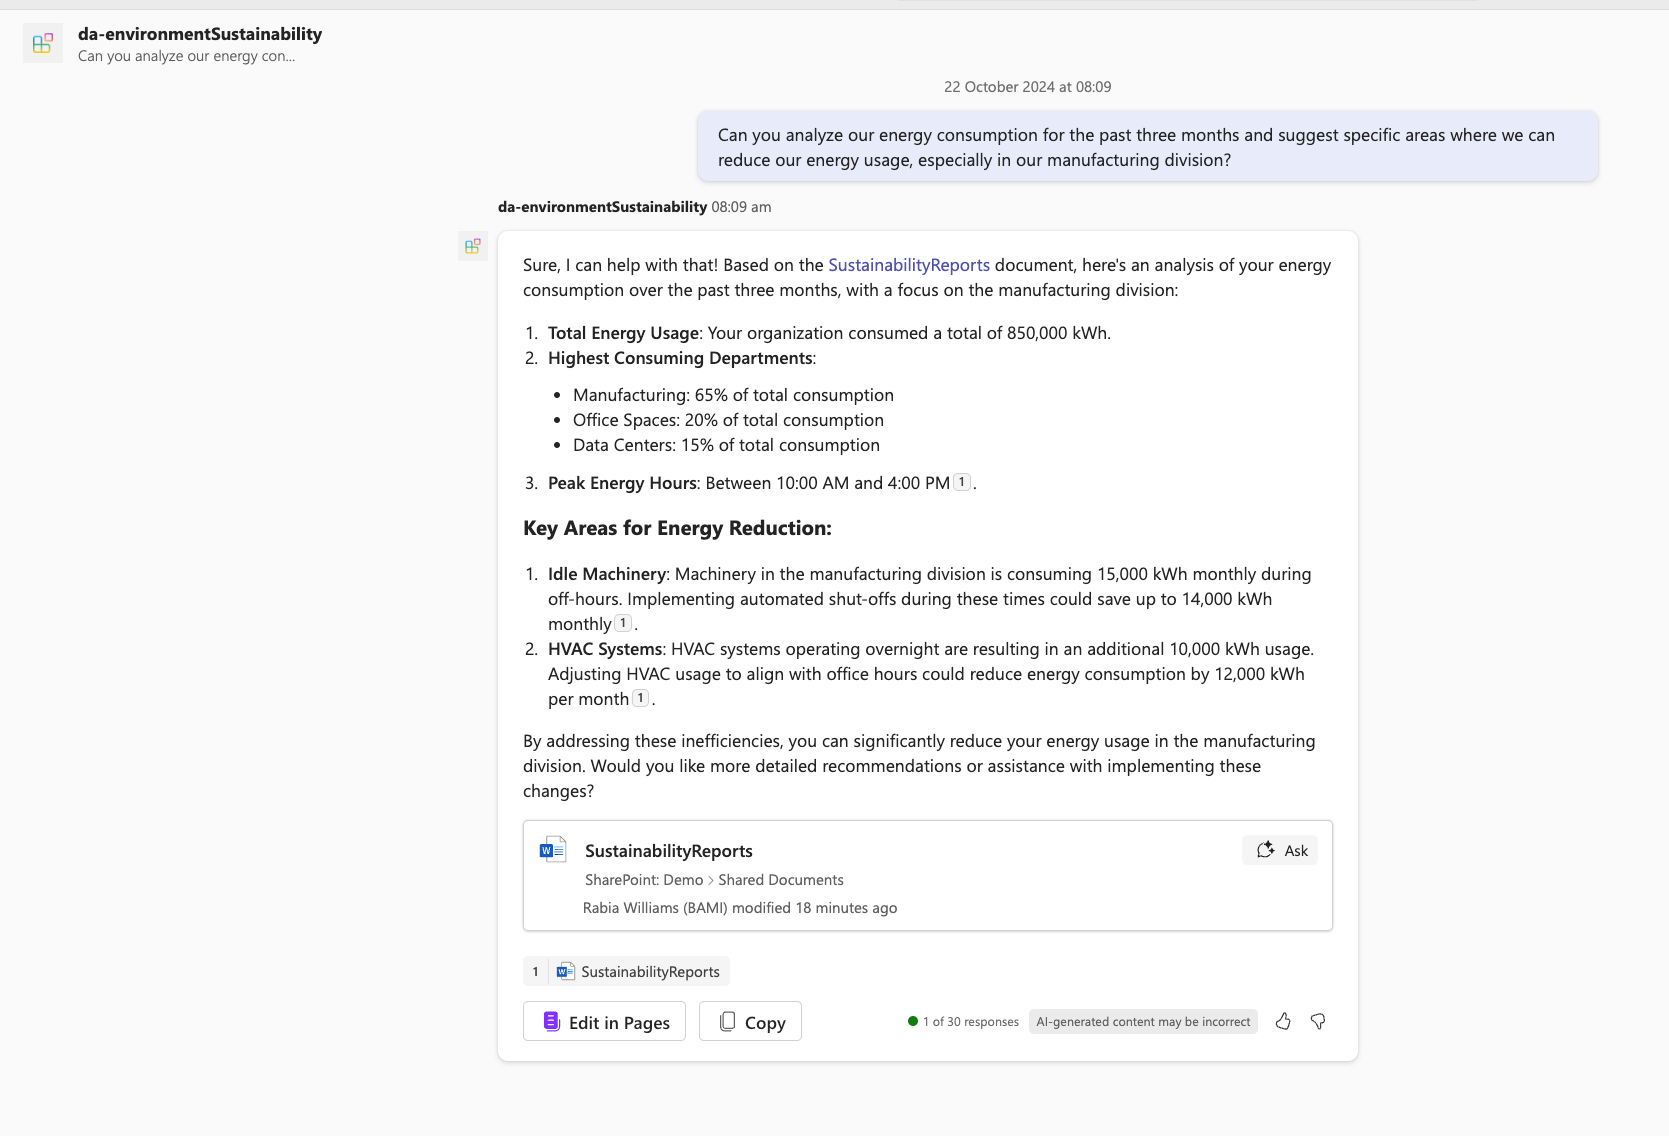 da-environmentSustainability
Can you analyze our energy con...
22 October 2024 at 08:09
Can you analyze our energy consumption for the past three months and suggest specific areas where we can
reduce our energy usage, especially in our manufacturing division?
da-environmentSustainability 08:09 am
Sure, I can help with that! Based on the SustainabilityReports document, here's an analysis of your energy
consumption over the past three months, with a focus on the manufacturing division:
1. Total Energy Usage: Your organization consumed a total of 850,000 kWh.
2. Highest Consuming Departments:
• Manufacturing: 65% of total consumption
• Office Spaces: 20% of total consumption
• Data Centers: 15% of total consumption
3. Peak Energy Hours: Between 10:00 AM and 4:00 PM 1 .
Key Areas for Energy Reduction:
1. Idle Machinery: Machinery in the manufacturing division is consuming 15,000 kWh monthly during
off-hours. Implementing automated shut-offs during these times could save up to 14,000 kWh
monthly 1 .
2. HVAC Systems: HVAC systems operating overnight are resulting in an additional 10,000 kWh usage.
Adjusting HVAC usage to align with office hours could reduce energy consumption by 12,000 kWh
per month 1 .
By addressing these inefficiencies, you can significantly reduce your energy usage in the manufacturing
division. Would you like more detailed recommendations or assistance with implementing these
changes?
W SustainabilityReports Ask
SharePoint: Demo > Shared Documents
Rabia Williams (BAMI) modified 18 minutes ago
1 W SustainabilityReports
Edit in Pages Copy 1 of 30 responses AI-generated content may be incorrect